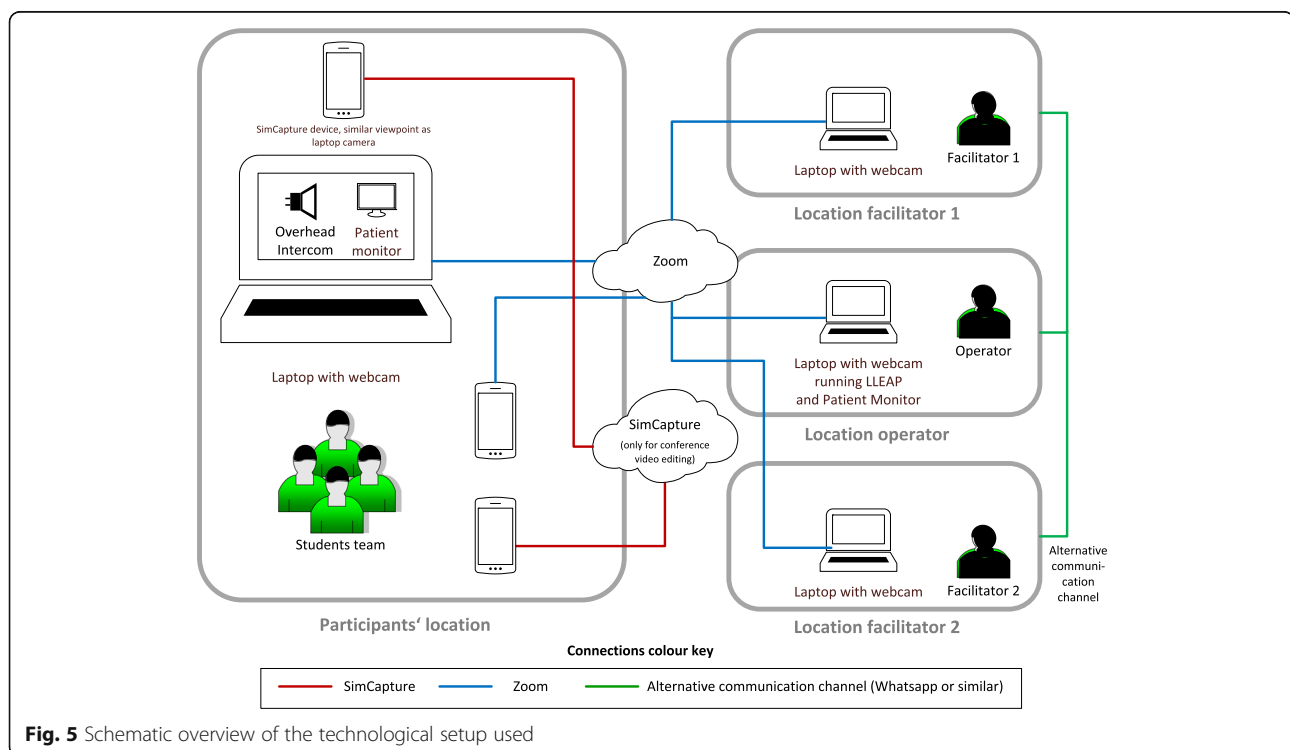 SimCapture device, similar viewpoint as
laptop camera
Overhead
Intercom
Patient
monitor
Laptop with webcam
Students team
Participants‘ location
Zoom
SimCapture
(only for conference
video editing)
Laptop with webcam
Facilitator 1
Location facilitator 1
Laptop with webcam
running LLEAP
and Patient Monitor
Operator
Location operator
Laptop with webcam
Facilitator 2
Location facilitator 2
Alternative
communi-
cation
channel
Connections colour key
SimCapture
Zoom
Alternative communication channel (Whatsapp or similar)
Fig. 5 Schematic overview of the technological setup used